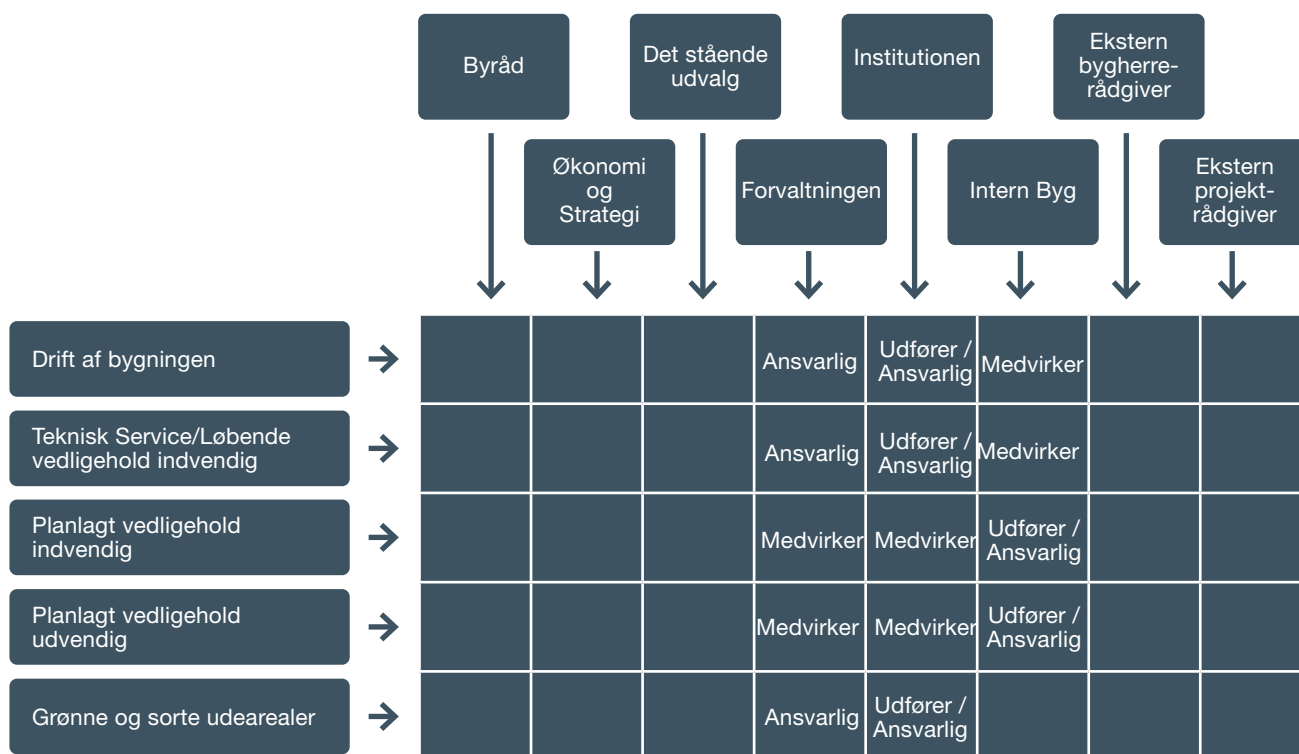 Byråd
Det stående
udvalg
Institutionen
Ekstern
bygherre-
rådgiver
Økonomi
og
Strategi
Forvaltningen
Intern Byg
Ekstern
projekt-
rådgiver
Drift af bygningen
Ansvarlig
Udfører /
Ansvarlig
Medvirker
Teknisk Service/Løbende
vedligehold indvendig
Ansvarlig
Udfører /
Ansvarlig
Medvirker
Planlagt vedligehold
indvendig
Medvirker
Medvirker
Udfører /
Ansvarlig
Planlagt vedligehold
udvendig
Medvirker
Medvirker
Udfører /
Ansvarlig
Grønne og sorte udearealer
Ansvarlig
Udfører /
Ansvarlig